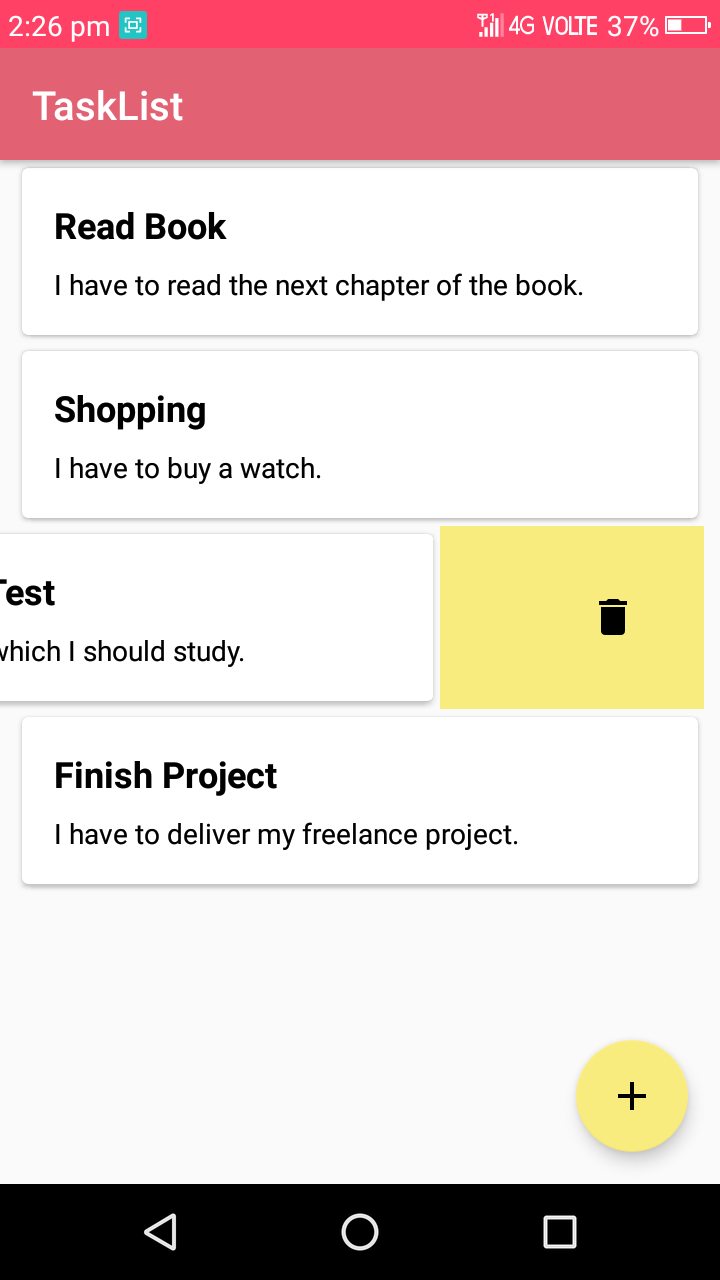 2:26 pm 4G VOLTE 37%
TaskList
Read Book
I have to read the next chapter of the book.
Shopping
I have to buy a watch.
Test
which I should study.
Finish Project
I have to deliver my freelance project.